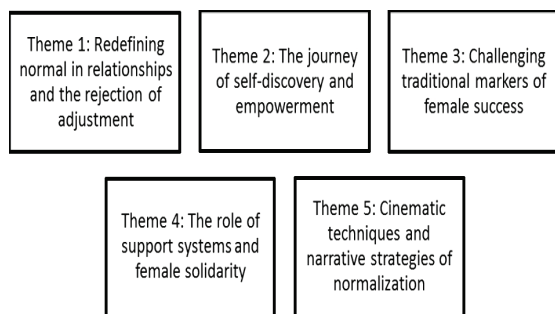 Theme 1: Redefining
normal in relationships
and the rejection of
adjustment
Theme 2: The journey
of self-discovery and
empowerment
Theme 3: Challenging
traditional markers of
female success
Theme 4: The role of
support systems and
female solidarity
Theme 5: Cinematic
techniques and
narrative strategies of
normalization